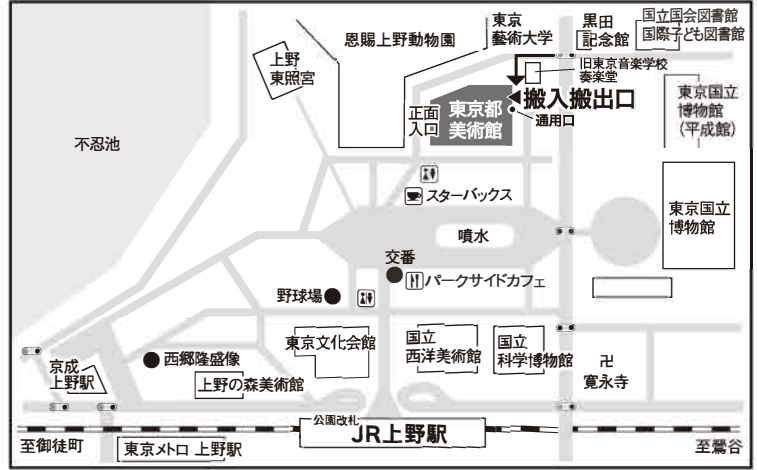 国立国会図書館
国際子ども図書館
黒田
記念館
東京
藝術大学
恩賜上野動物園
上野
東照宮
旧東京音楽学校
奏楽堂
搬入搬出口
通用口
東京都
美術館
正面
入口
東京国立
博物館
(平成館)
不忍池
スターバックス
東京国立
博物館
噴水
交番
パークサイドカフェ
野球場
東京文化会館
国立
西洋美術館
国立
科学博物館
卍
寛永寺
西郷隆盛像
京成
上野駅
上野の森美術館
公園改札
JR上野駅
至御徒町
東京メトロ 上野駅
至鶯谷